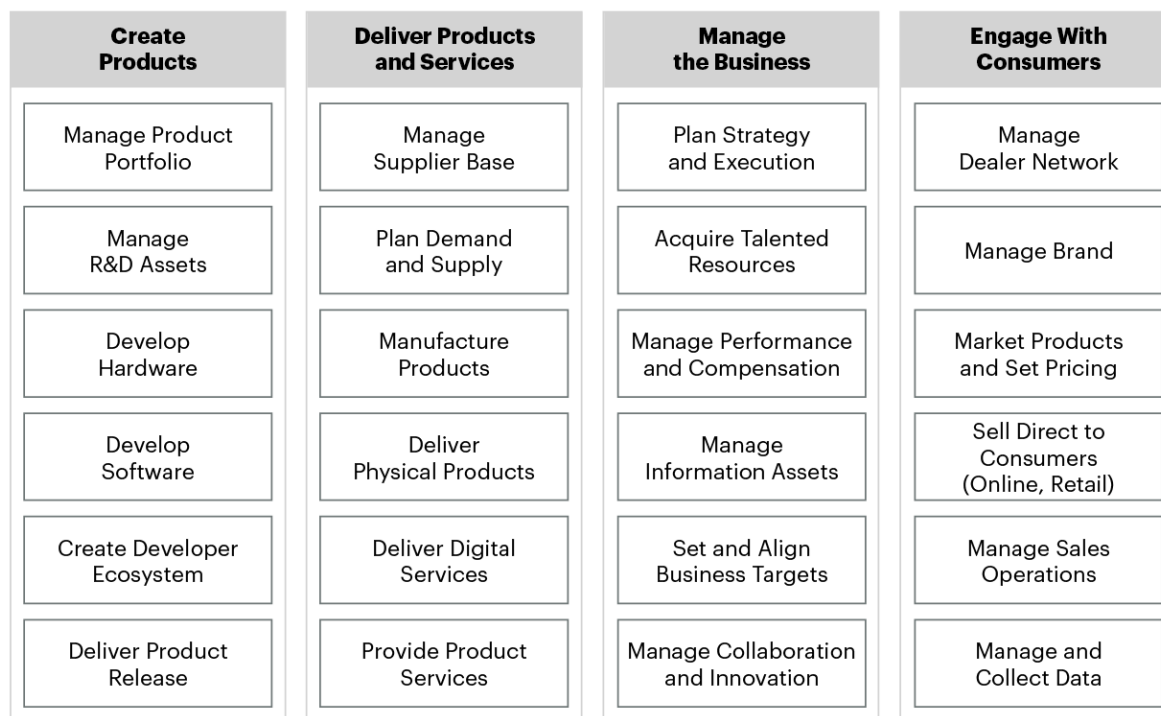 Create
Products
Manage Product
Portfolio
Manage
R&D Assets
Develop
Hardware
Develop
Software
Create Developer
Ecosystem
Deliver Product
Release
Deliver Products
and Services
Manage
Supplier Base
Plan Demand
and Supply
Manufacture
Products
Deliver
Physical Products
Deliver Digital
Services
Provide Product
Services
Manage
the Business
Plan Strategy
and Execution
Acquire Talented
Resources
Manage Performance
and Compensation
Manage
Information Assets
Set and Align
Business Targets
Manage Collaboration
and Innovation
Engage With
Consumers
Manage
Dealer Network
Manage Brand
Market Products
and Set Pricing
Sell Direct to
Consumers
(Online, Retail)
Manage Sales
Operations
Manage and
Collect Data